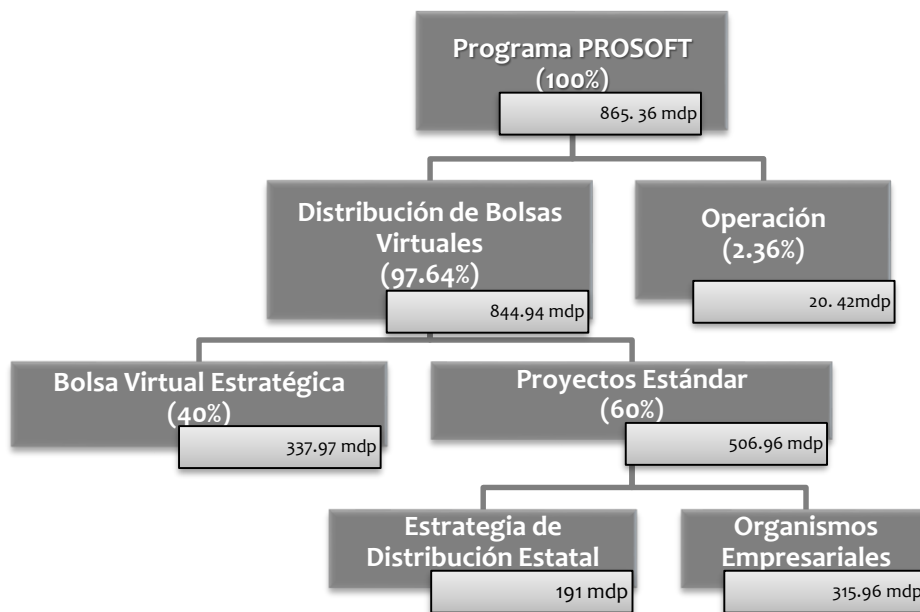 Programa PROSOFT
(100%)
865. 36 mdp
Distribución de Bolsas
Virtuales
(97.64%)
844.94 mdp
Operación
(2.36%)
20. 42mdp
Bolsa Virtual Estratégica
(40%)
337.97 mdp
Proyectos Estándar
(60%)
506.96 mdp
Estrategia de
Distribución Estatal
191 mdp
Organismos
Empresariales
315.96 mdp